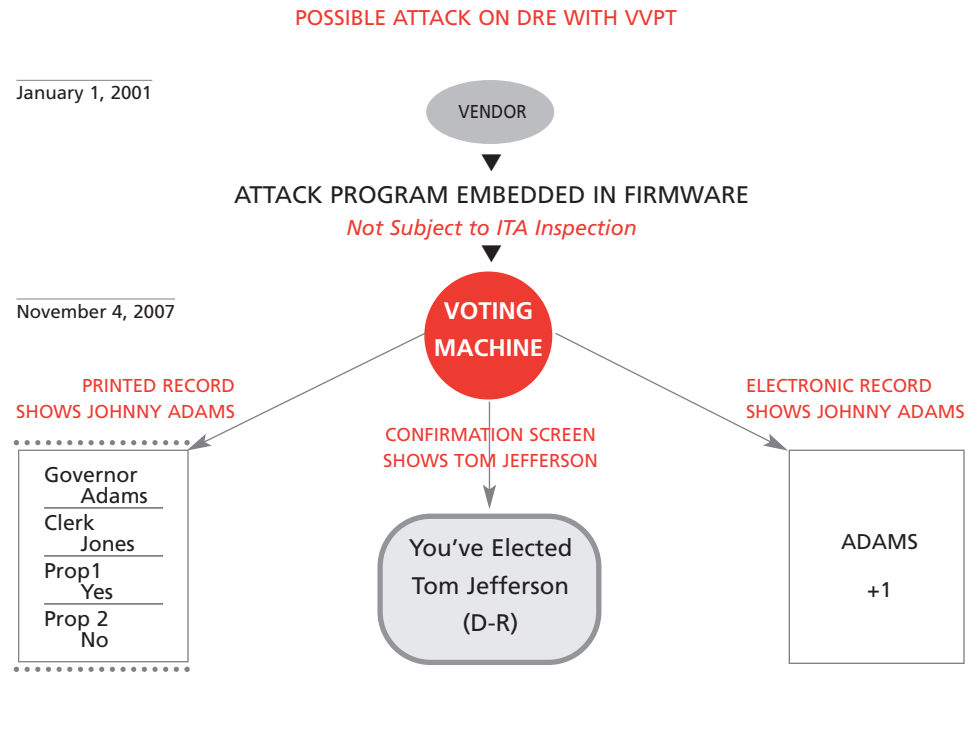 POSSIBLE ATTACK ON DRE WITH VVPT
January 1, 2001
VENDOR
ATTACK PROGRAM EMBEDDED IN FIRMWARE
Not Subject to ITA Inspection
November 4, 2007
VOTING
MACHINE
PRINTED RECORD
SHOWS JOHNNY ADAMS
CONFIRMATION SCREEN
SHOWS TOM JEFFERSON
ELECTRONIC RECORD
SHOWS JOHNNY ADAMS
Governor
Adams
Clerk
Jones
Prop1
Yes
Prop 2
No
You've Elected
Tom Jefferson
(D-R)
ADAMS
+1